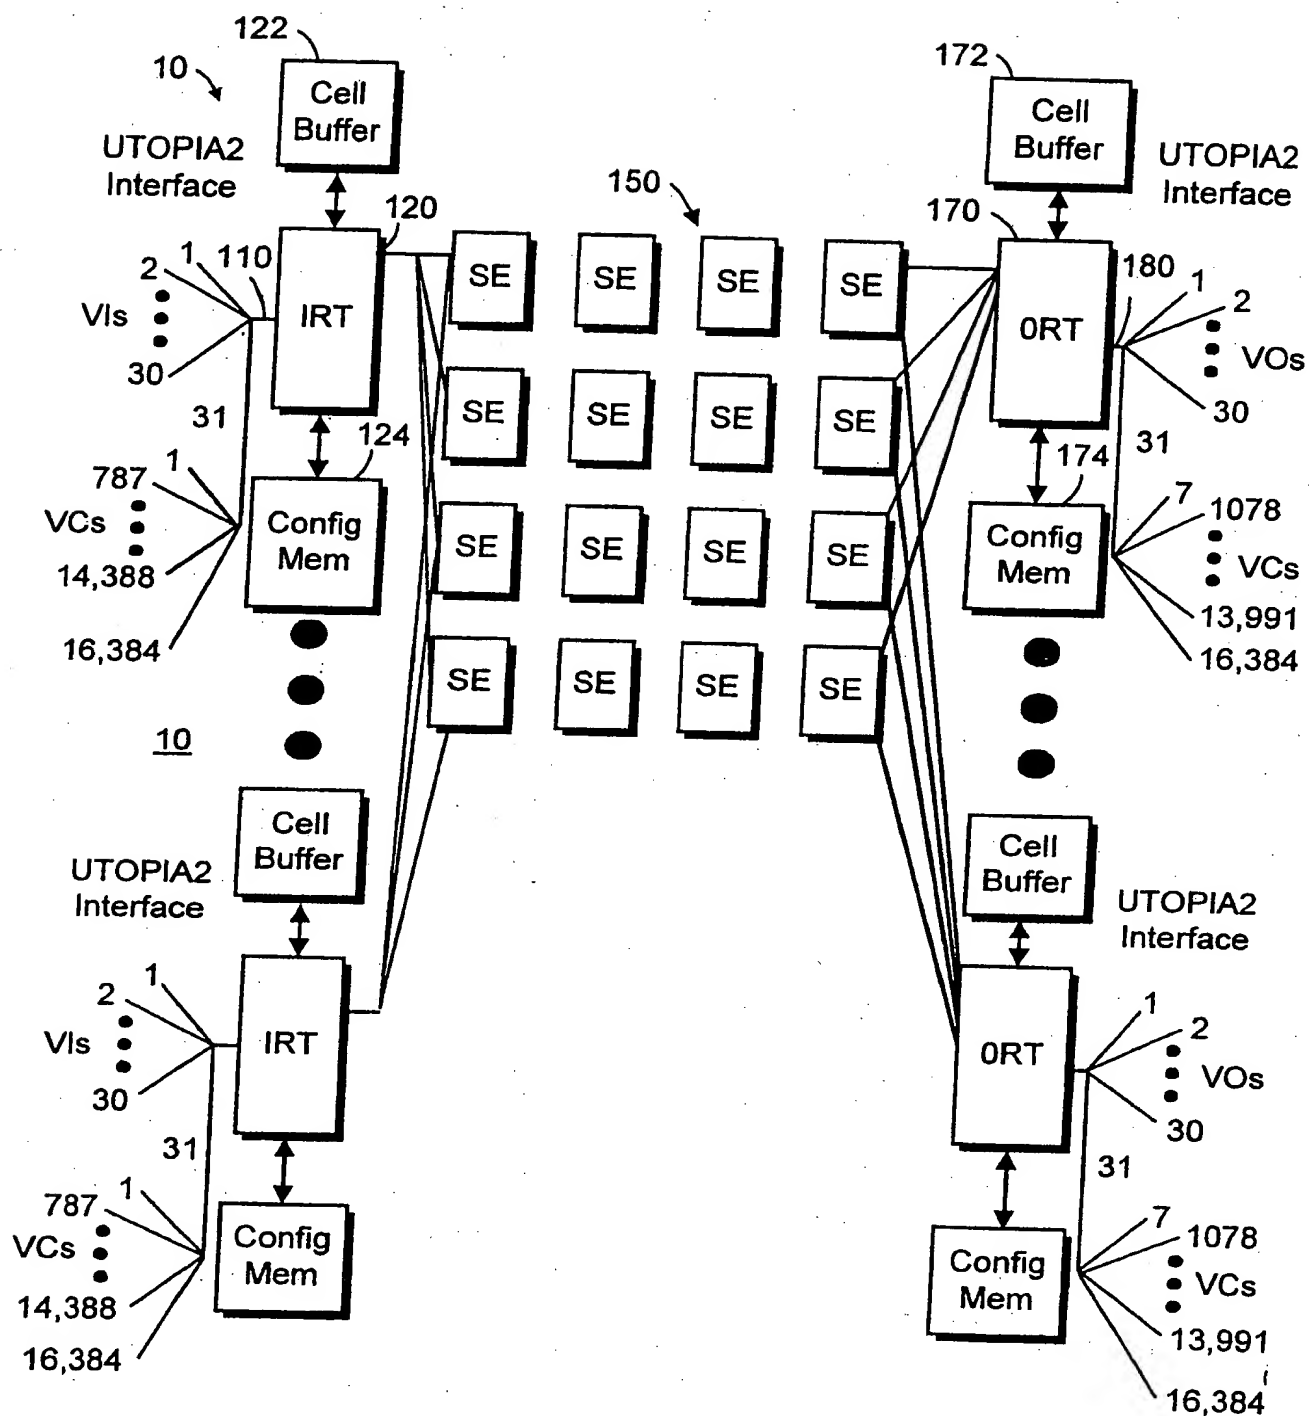 122
172
10
Cell
Buffer
Cell
Buffer
UTOPIA2
Interface
UTOPIA2
Interface
150
120
170
110
180
1
2
VIs
30
31
IRT
SE
SE
SE
SE
0RT
1
2
VOs
30
31
SE
SE
SE
SE
124
174
1
787
VCs
14,388
16,384
Config
Mem
SE
SE
SE
SE
Config
Mem
7
1078
VCs
13,991
16,384
SE
SE
SE
SE
10
Cell
Buffer
Cell
Buffer
UTOPIA2
Interface
UTOPIA2
Interface
1
2
VIs
30
31
IRT
0RT
1
2
VOs
30
31
1
787
VCs
14,388
16,384
Config
Mem
Config
Mem
7
1078
VCs
13,991
16,384